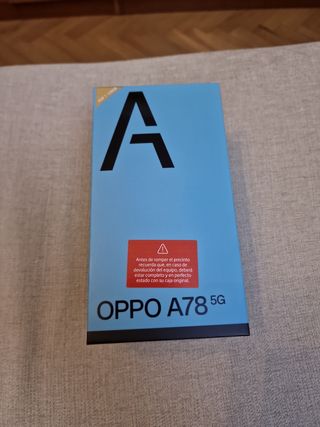 A
Antes de romper el precinto
recuerda que, en caso de
devolución del equipo, deberá
estar completo y en perfecto
estado con su caja original.
OPPO A78 5G